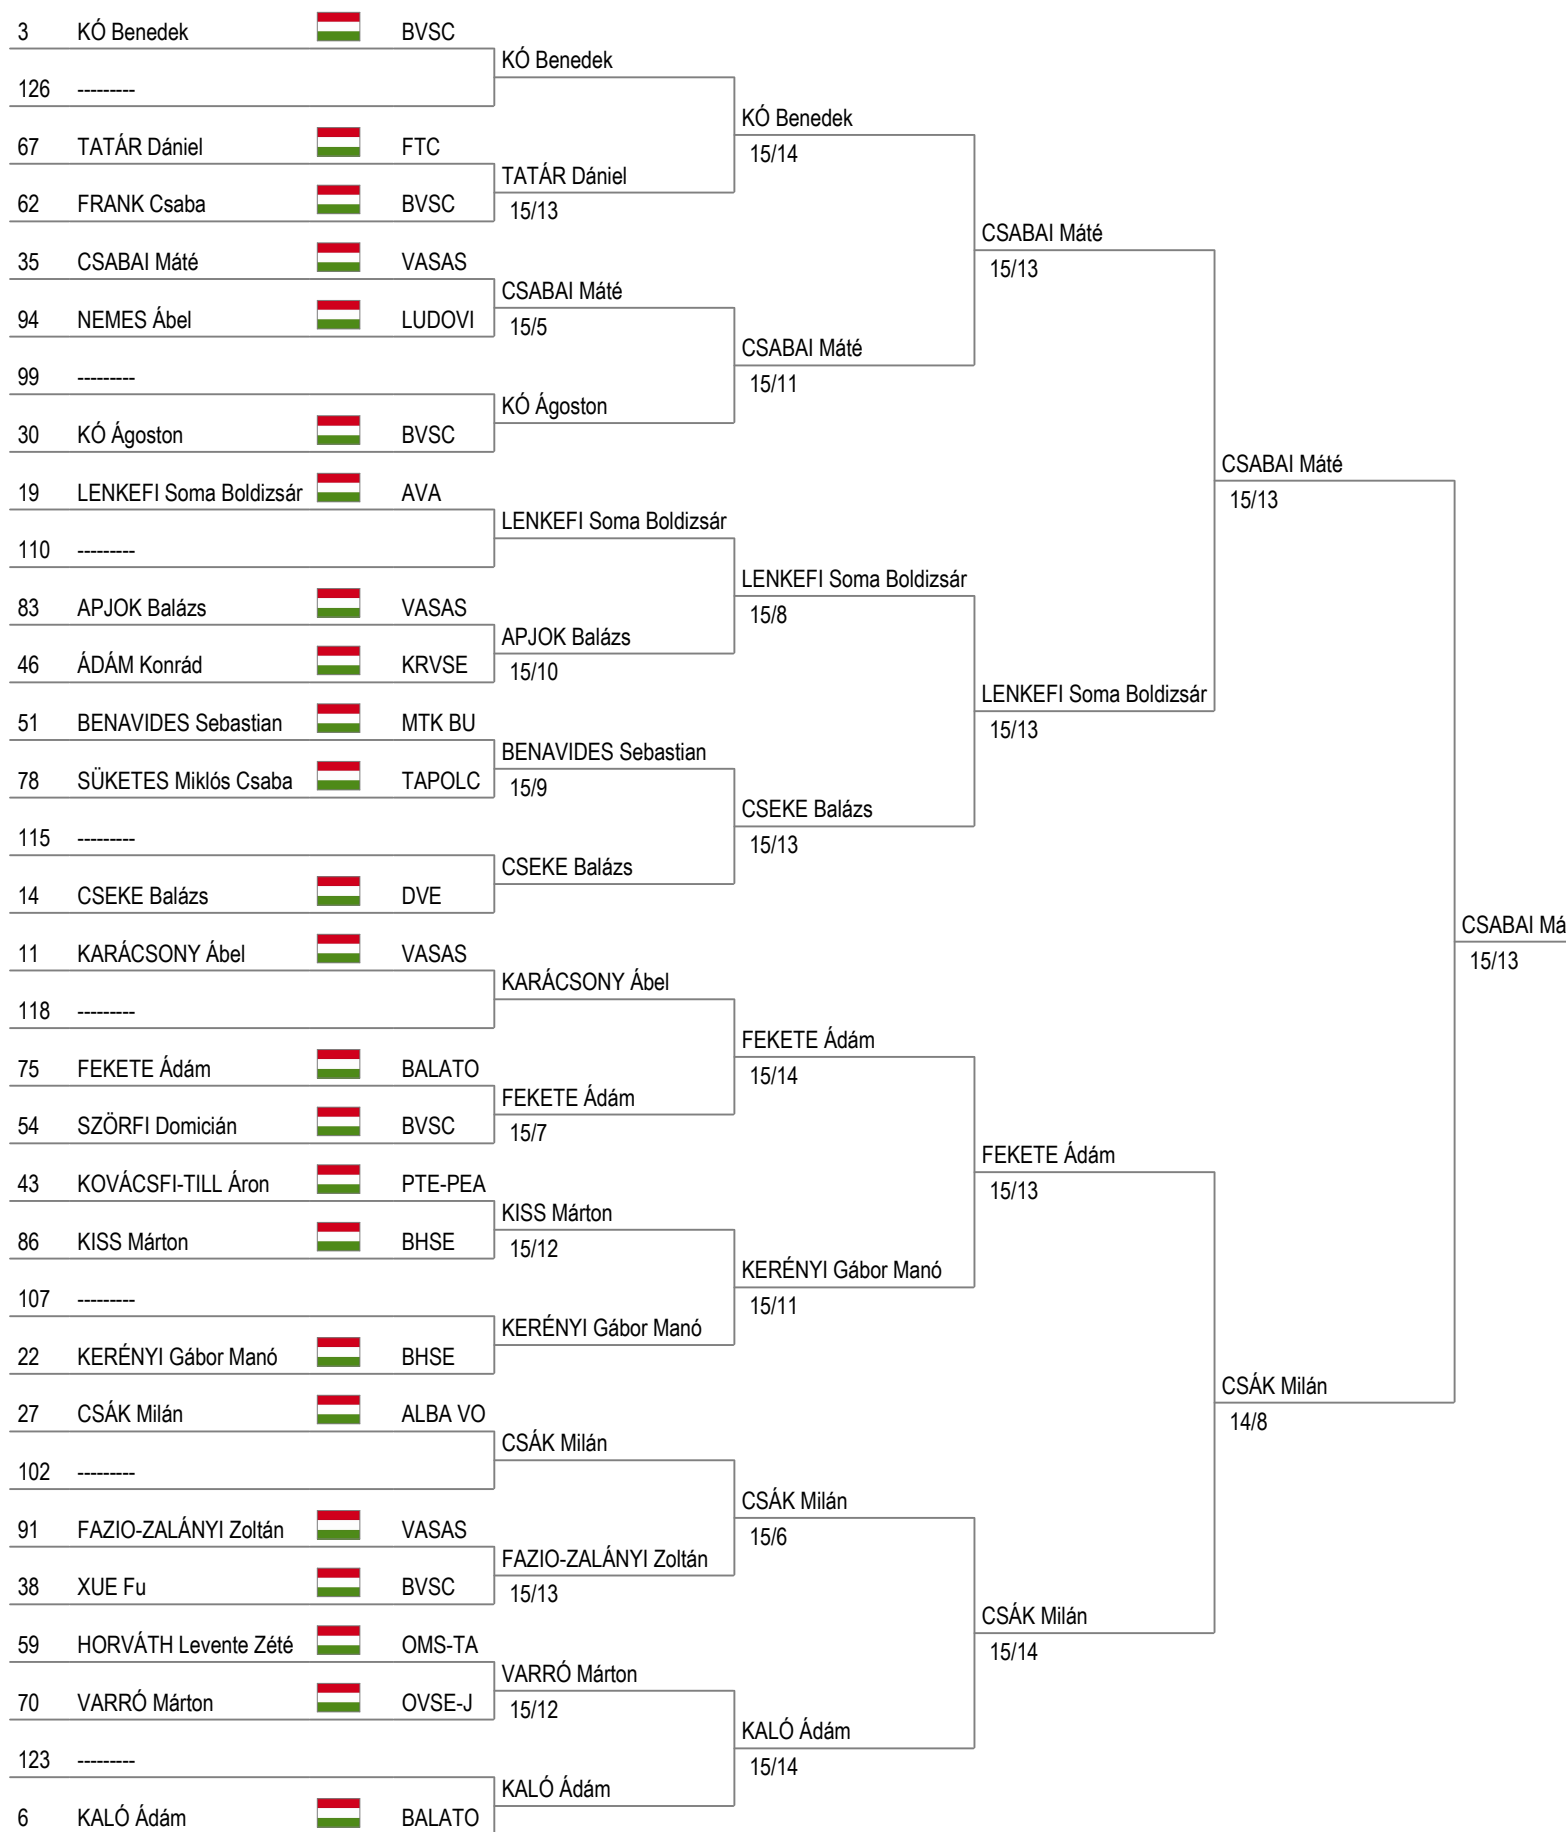 3 KÓ Benedek BVSC
KÓ Benedek
126 ---------
KÓ Benedek
15/14
67 TATÁR Dániel FTC
TATÁR Dániel
15/13
62 FRANK Csaba BVSC
CSABAI Máté
15/13
35 CSABAI Máté VASAS
CSABAI Máté
15/5
94 NEMES Ábel LUDOVI
CSABAI Máté
15/11
99 ---------
KÓ Ágoston
30 KÓ Ágoston BVSC
CSABAI Máté
15/13
19 LENKEFI Soma Boldizsár AVA
LENKEFI Soma Boldizsár
110 ---------
LENKEFI Soma Boldizsár
15/8
83 APJOK Balázs VASAS
APJOK Balázs
15/10
46 ÁDÁM Konrád KRVSE
LENKEFI Soma Boldizsár
15/13
51 BENAVIDES Sebastian MTK BU
BENAVIDES Sebastian
15/9
78 SÜKETES Miklós Csaba TAPOLC
CSEKE Balázs
15/13
115 ---------
CSEKE Balázs
14 CSEKE Balázs DVE
CSABAI Má
15/13
11 KARÁCSONY Ábel VASAS
KARÁCSONY Ábel
118 ---------
FEKETE Ádám
15/14
75 FEKETE Ádám BALATO
FEKETE Ádám
15/7
54 SZÖRFI Domicián BVSC
FEKETE Ádám
15/13
43 KOVÁCSFI-TILL Áron PTE-PEA
KISS Márton
15/12
86 KISS Márton BHSE
KERÉNYI Gábor Manó
15/11
107 ---------
KERÉNYI Gábor Manó
22 KERÉNYI Gábor Manó BHSE
CSÁK Milán
14/8
27 CSÁK Milán ALBA VO
CSÁK Milán
102 ---------
CSÁK Milán
15/6
91 FAZIO-ZALÁNYI Zoltán VASAS
FAZIO-ZALÁNYI Zoltán
15/13
38 XUE Fu BVSC
CSÁK Milán
15/14
59 HORVÁTH Levente Zété OMS-TA
VARRÓ Márton
15/12
70 VARRÓ Márton OVSE-J
KALÓ Ádám
15/14
123 ---------
KALÓ Ádám
6 KALÓ Ádám BALATO